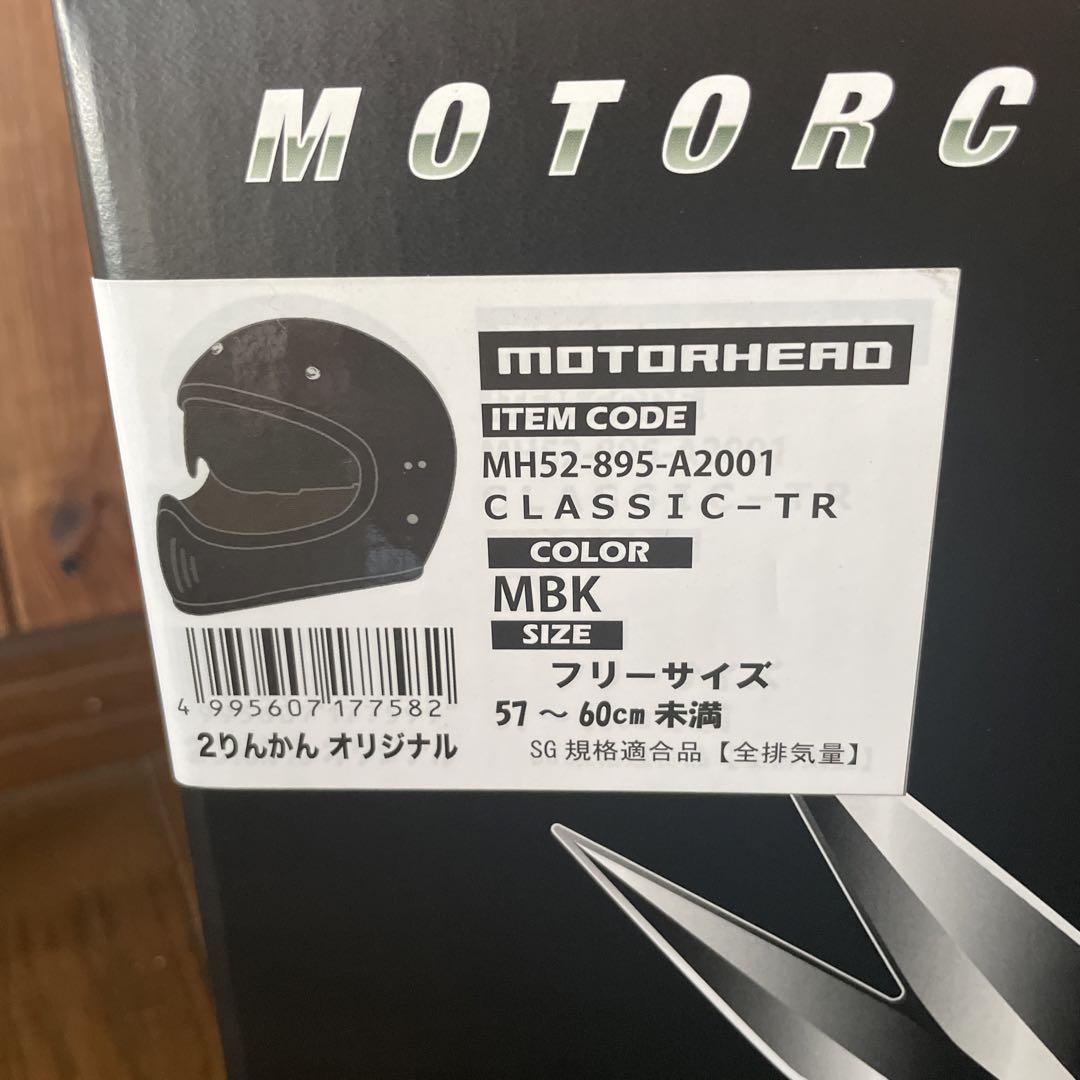 MOTORC
MOTORHEAD
ITEM CODE
MH52-895-A2001
CLASSIC-TR
COLOR
MBK
SIZE
フリーサイズ
57～60cm 未満
SG 規格適合品【全排気量】
4 995607 177582
2りんかん オリジナル